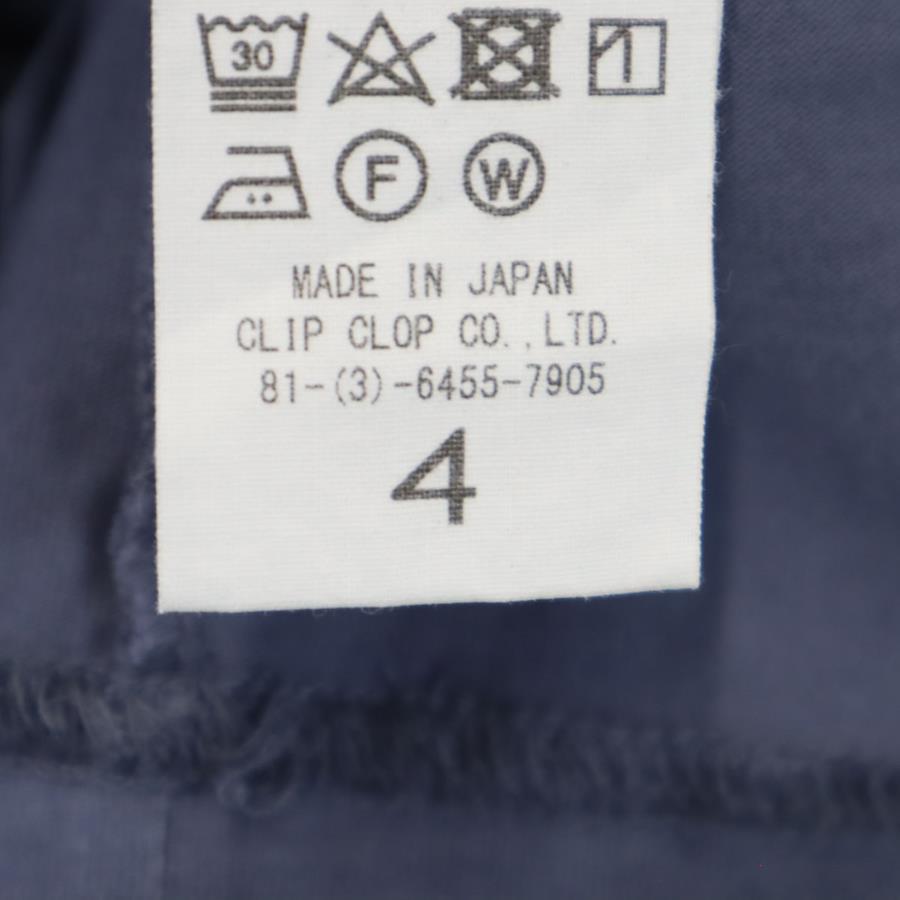 30
F W
MADE IN JAPAN
CLIP CLOP CO.,LTD.
81-(3)-6455-7905
4